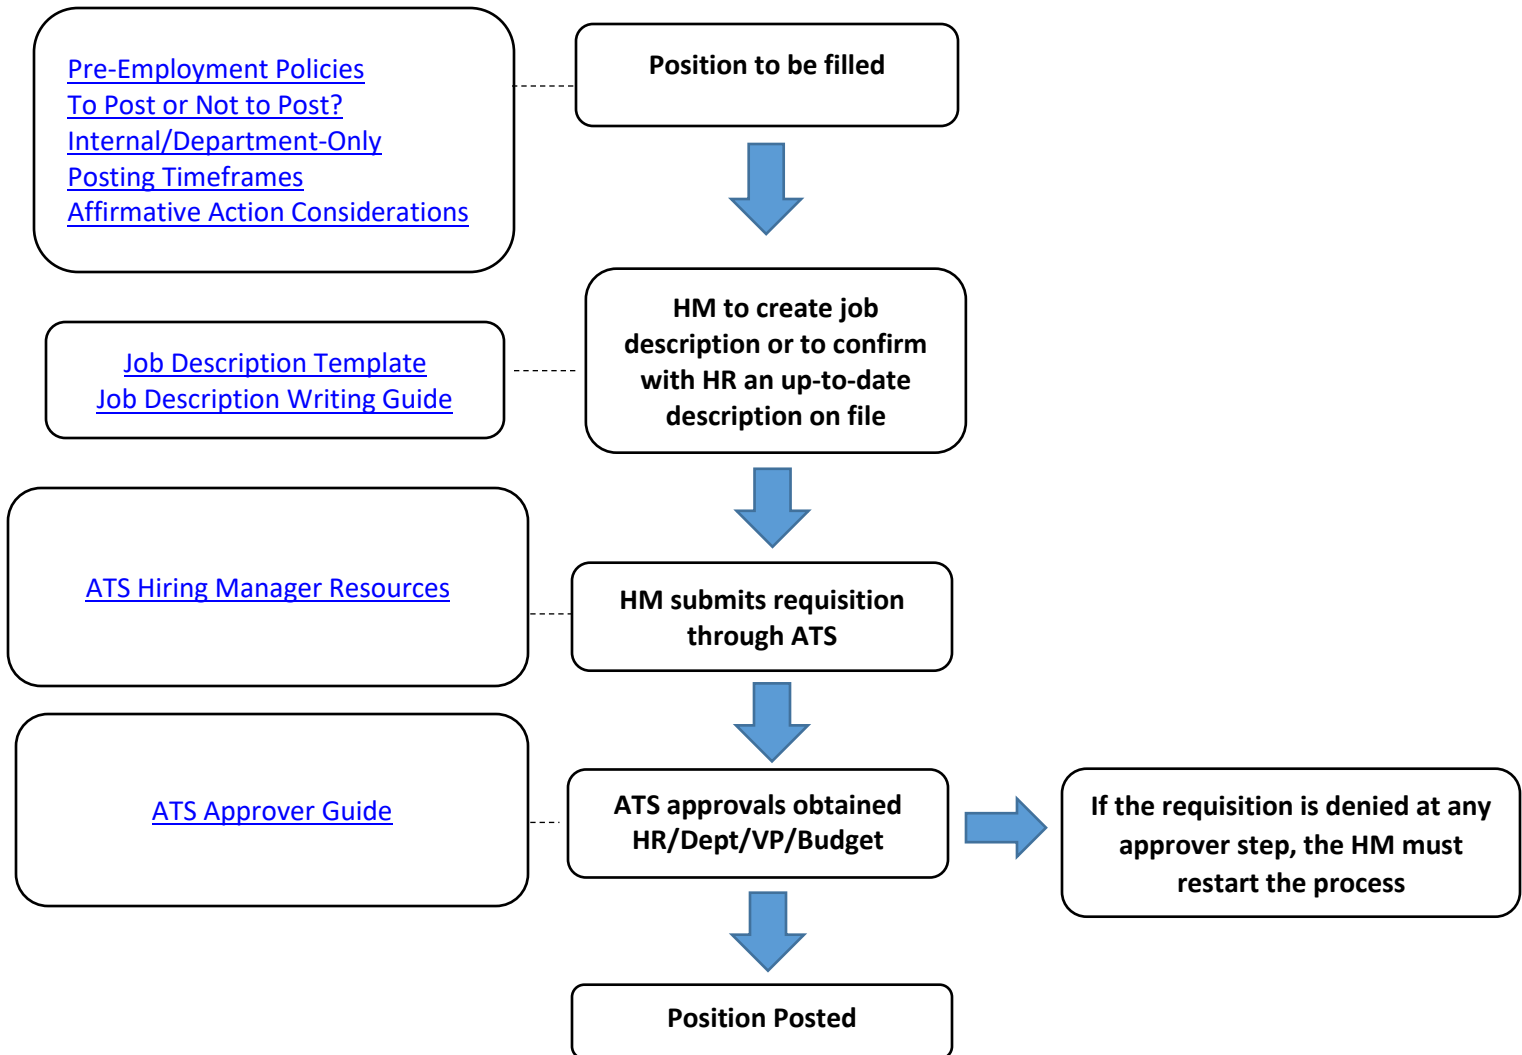 Pre-Employment Policies
To Post or Not to Post?
Internal/Department-Only
Posting Timeframes
Affirmative Action Considerations
Position to be filled
Job Description Template
Job Description Writing Guide
HM to create job
description or to confirm
with HR an up-to-date
description on file
ATS Hiring Manager Resources
HM submits requisition
through ATS
ATS Approver Guide
ATS approvals obtained
HR/Dept/VP/Budget
If the requisition is denied at any
approver step, the HM must
restart the process
Position Posted